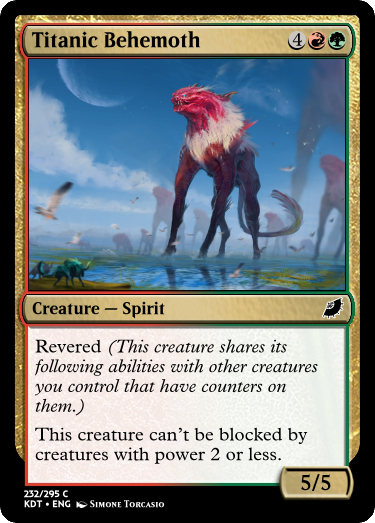 Titanic Behemoth 4
Creature — Spirit
Revered (This creature shares its
following abilities with other creatures
you control that have counters on
them.)
This creature can't be blocked by
creatures with power 2 or less.
5/5
232/295 C
KDT • ENG Simone Torcasio